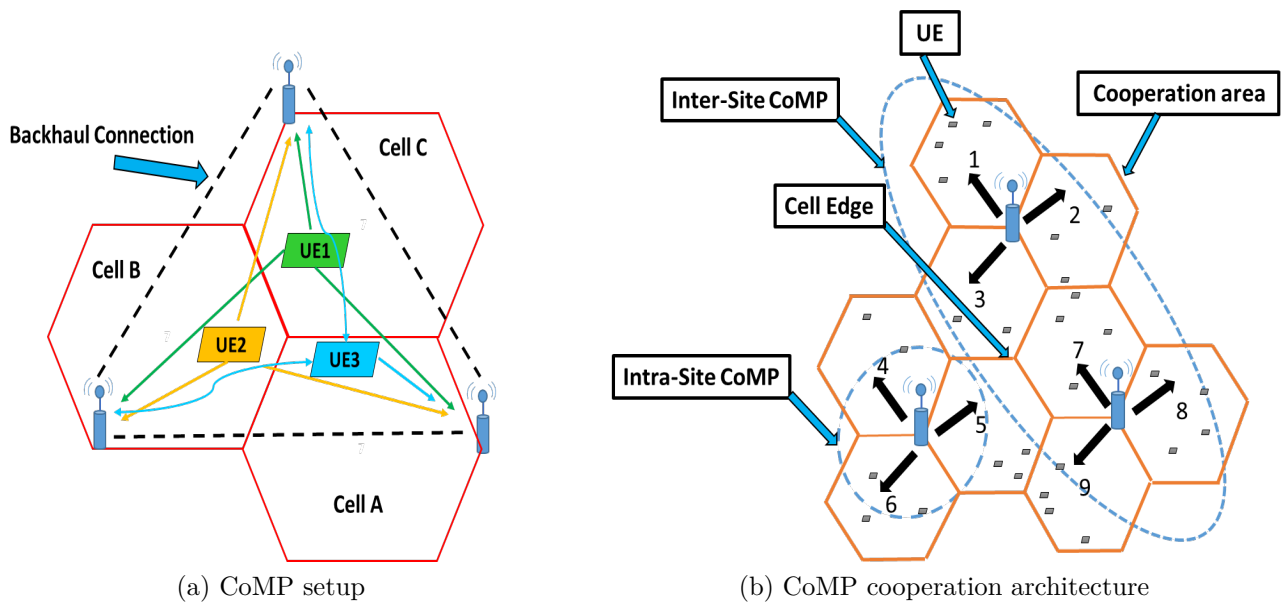 Backhaul Connection
Cell C
Cell B
UE1
UE2
UE3
Cell A
(a) CoMP setup
UE
Inter-Site CoMP
Cooperation area
Cell Edge
Intra-Site CoMP
1
2
3
4
5
6
7
8
9
(b) CoMP cooperation architecture